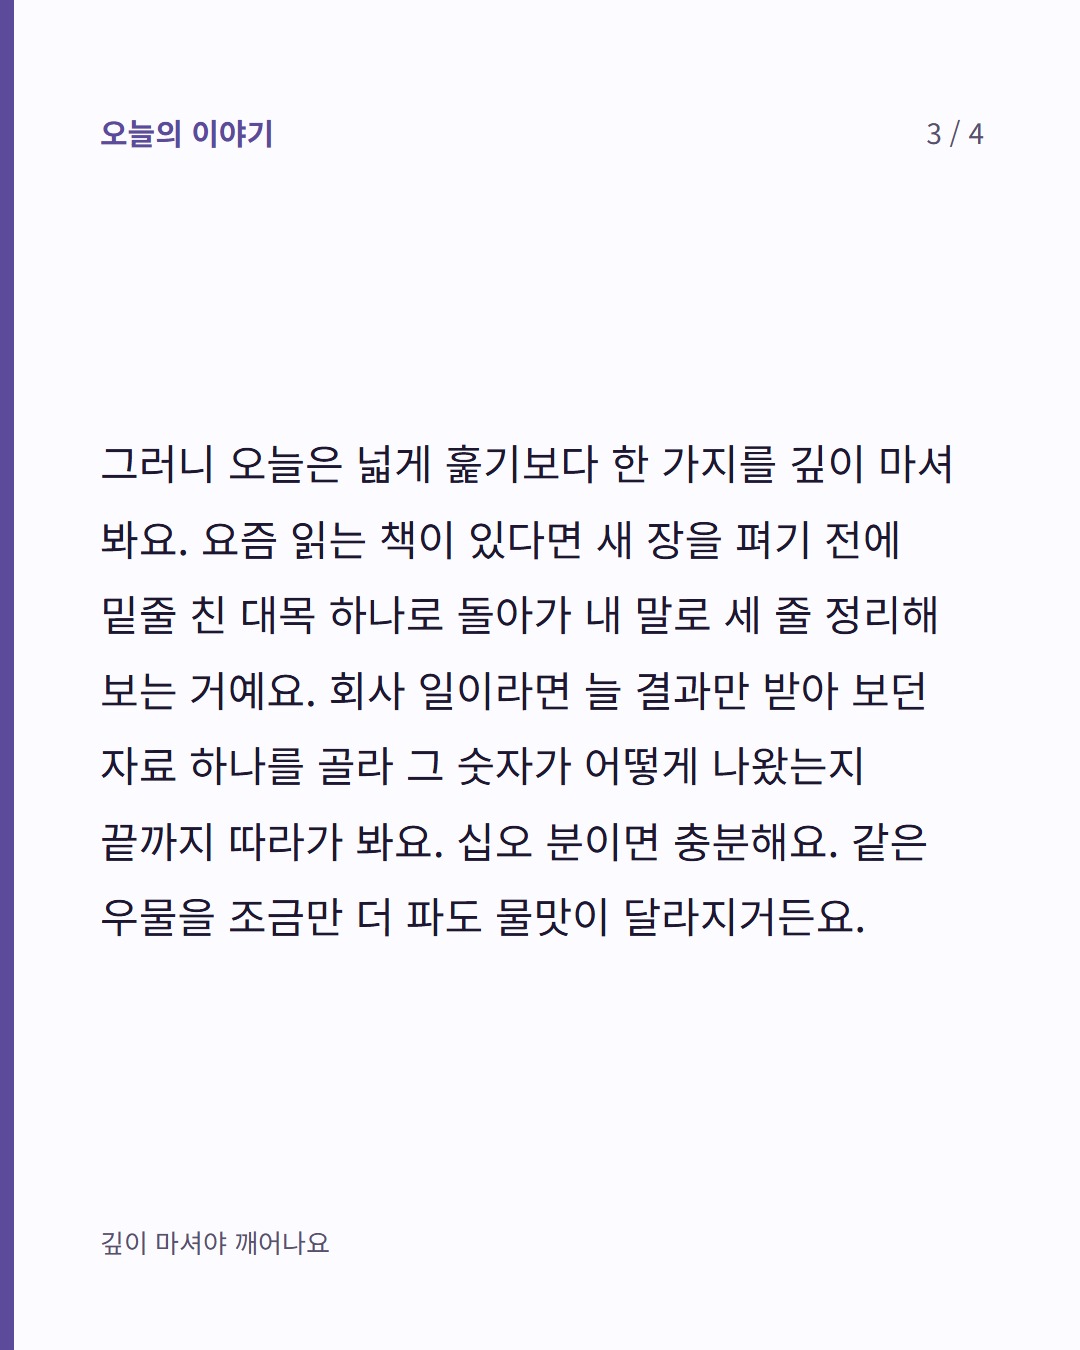 오늘의 이야기
3 / 4
그러니 오늘은 넓게 훑기보다 한 가지를 깊이 마셔
봐요. 요즘 읽는 책이 있다면 새 장을 펴기 전에
밑줄 친 대목 하나로 돌아가 내 말로 세 줄 정리해
보는 거예요. 회사 일이라면 늘 결과만 받아 보던
자료 하나를 골라 그 숫자가 어떻게 나왔는지
끝까지 따라가 봐요. 십오 분이면 충분해요. 같은
우물을 조금만 더 파도 물맛이 달라지거든요.
깊이 마셔야 깨어나요